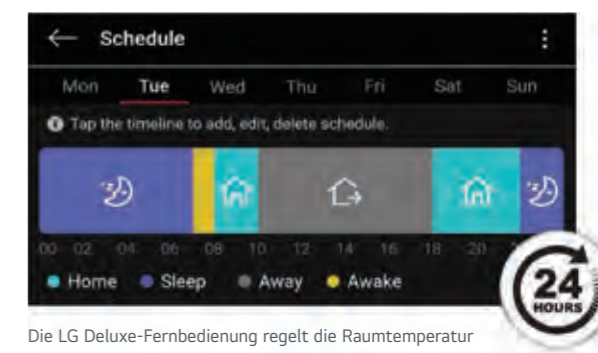 Schedule
Mon Tue Wed Thu Fri Sat Sun
Tap the timeline to add, edit, delete schedule.
00 02 04 06 08 10 12 14 16 18 20
Home Sleep Away Awake
24
HOURS
Die LG Deluxe-Fernbedienung regelt die Raumtemperatur